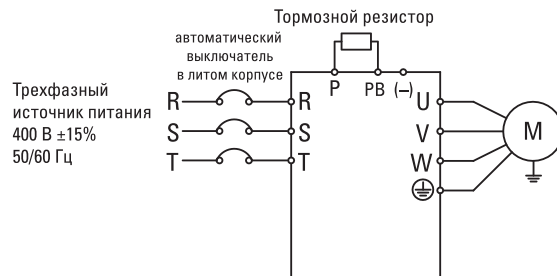 Тормозной резистор
автоматический
выключатель
в литом корпусе
P PB (–)
Трехфазный
источник питания
400 В ±15%
50/60 Гц
R R
S S
T T
U
V
W
M